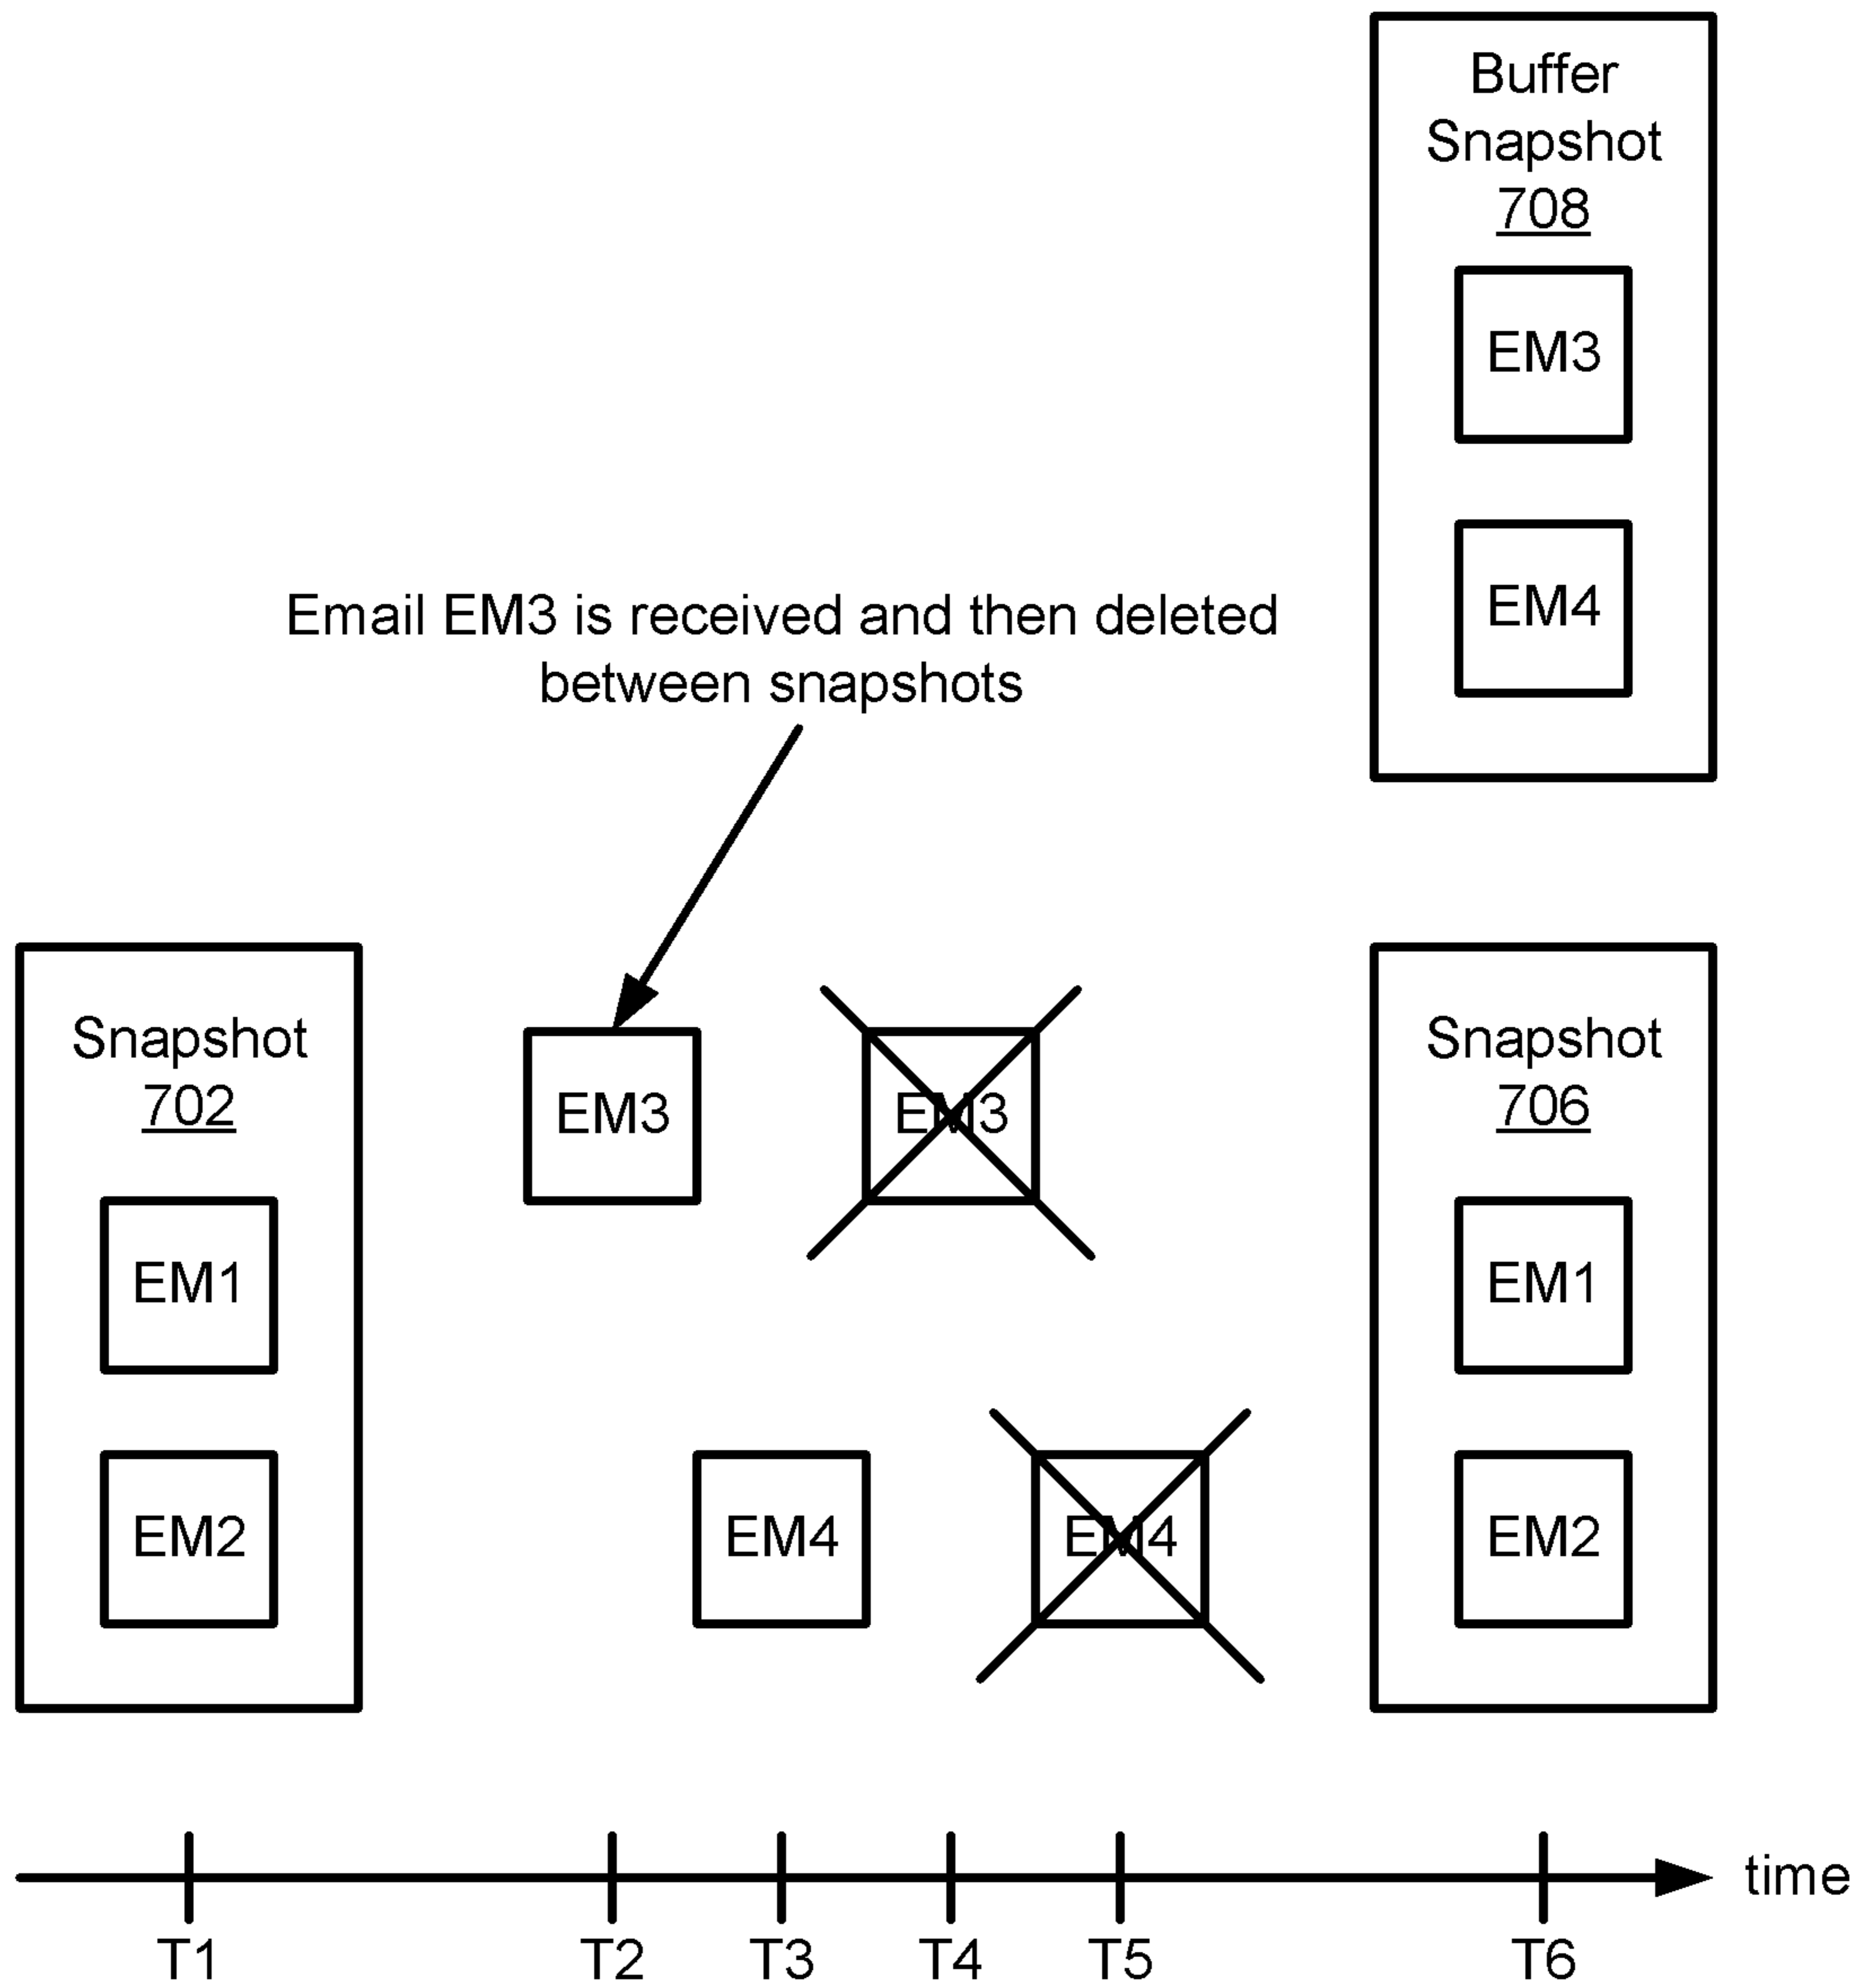 Buffer
Snapshot
708
EM3
EM4
Email EM3 is received and then deleted
between snapshots
Snapshot
702
EM1
EM2
EM3
EM3
EM4
EM4
Snapshot
706
EM1
EM2
time
T1
T2
T3
T4
T5
T6